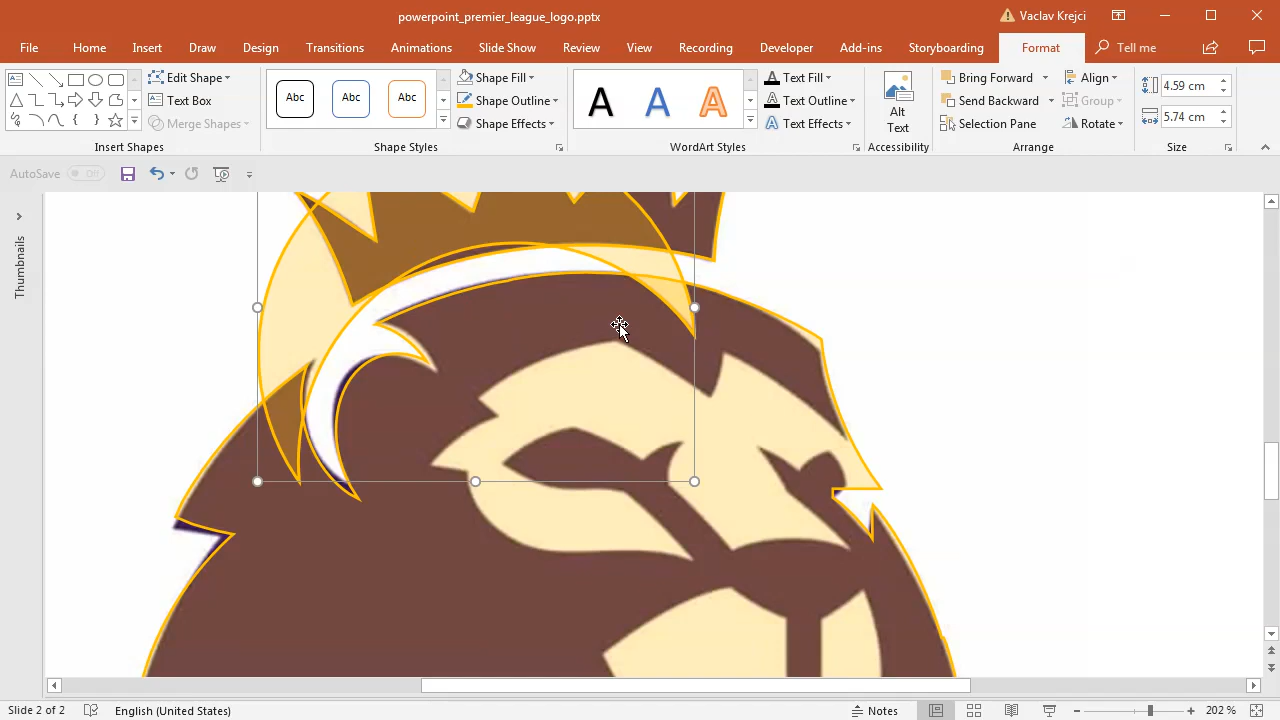 powerpoint_premier_league_logo.pptx
Vaclav Krejci
File Home Insert Draw Design Transitions Animations Slide Show Review View Recording Developer Add-ins Storyboarding Format Tell me
Edit Shape
Text Box
Merge Shapes
Insert Shapes
Abc Abc Abc
Shape Fill
Shape Outline
Shape Effects
Shape Styles
A A A
Text Fill
Text Outline
Text Effects
WordArt Styles
Alt
Text
Accessibility
Bring Forward
Send Backward
Selection Pane
Align
Group
Rotate
Arrange
4.59 cm
5.74 cm
Size
AutoSave Off
Thumbnails
Slide 2 of 2 English (United States) Notes 202 %